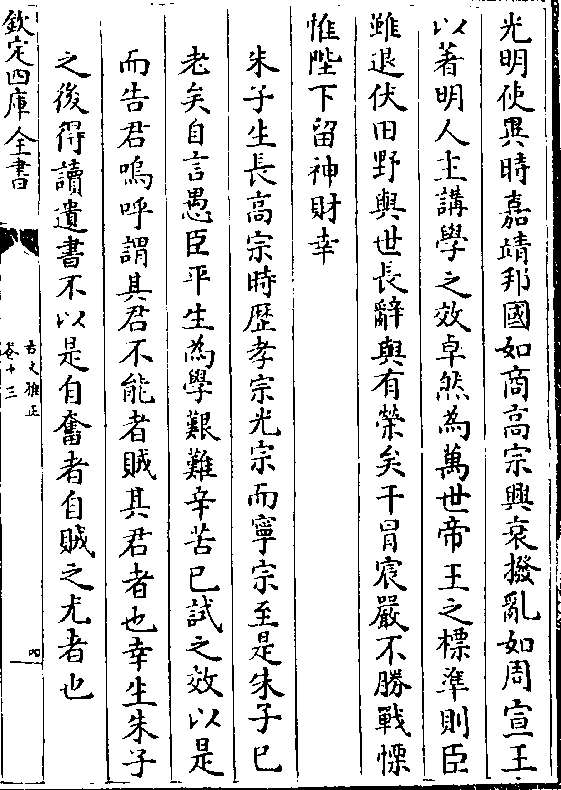 光明使異時嘉靖邦國如商高宗興衰撥亂如周宣王
以著明人主講學之效卓然為萬世帝王之標準則臣
雖退伏田野與世長辭與有榮矣干冒宸嚴不勝戰慄
惟陛下留神財幸
朱子生長高宗時歴孝宗光宗而寧宗至是朱子已
老矣自言愚臣平生為學艱難辛苦已試之效以是
而告君嗚呼謂其君不能者賊其君者也幸生朱子
之後得讀遺書不以是自奮者自賊之尤者也
欽定四庫全書
古文雅正
卷十三
四